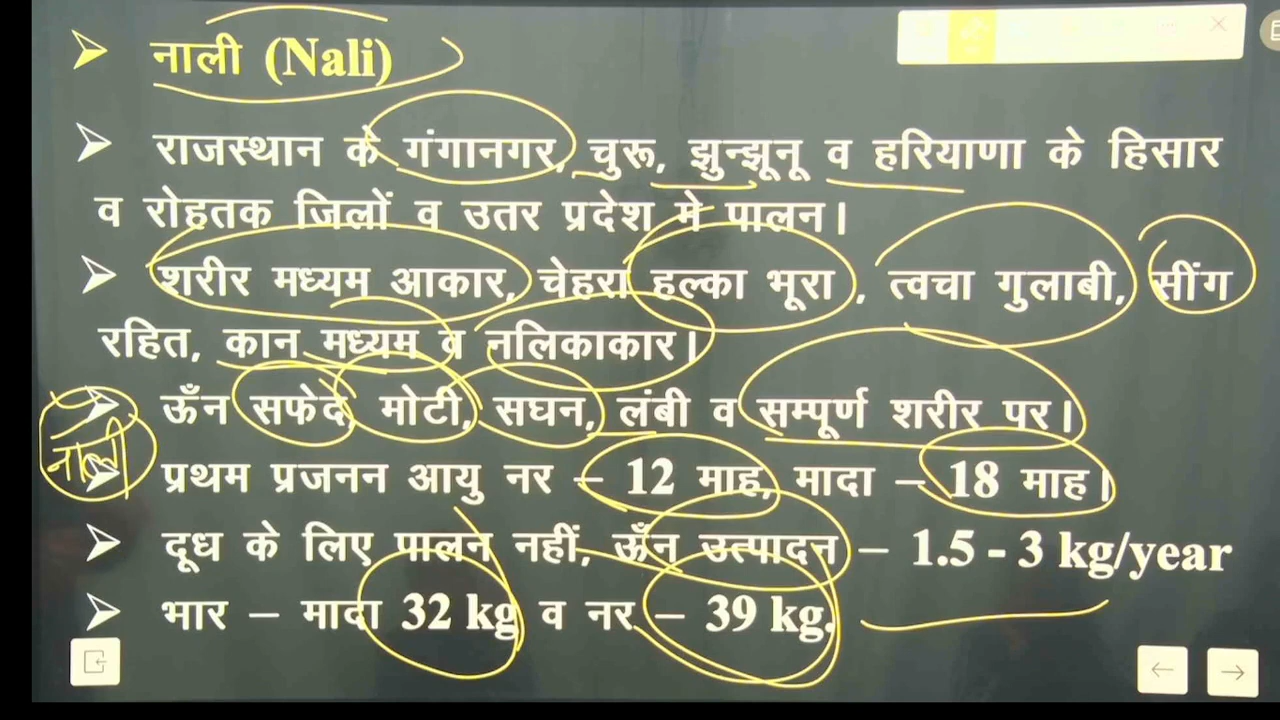 नाली (Nali)
राजस्थान के गंगानगर, चुरू, झुन्झूनू व हरियाणा के हिसार
व रोहतक जिलों व उतर प्रदेश मे पालन।
शरीर मध्यम आकार, चेहरा हल्का भूरा, त्वचा गुलाबी, सींग
रहित, कान मध्यम व नलिकाकार।
ऊँन सफेद, मोटी, सघन, लंबी व सम्पूर्ण शरीर पर।
नाली
प्रथम प्रजनन आयु नर – 12 माह, मादा – 18 माह।
दूध के लिए पालन नहीं, ऊँन उत्पादन – 1.5 - 3 kg/year
भार – मादा 32 kg व नर – 39 kg.